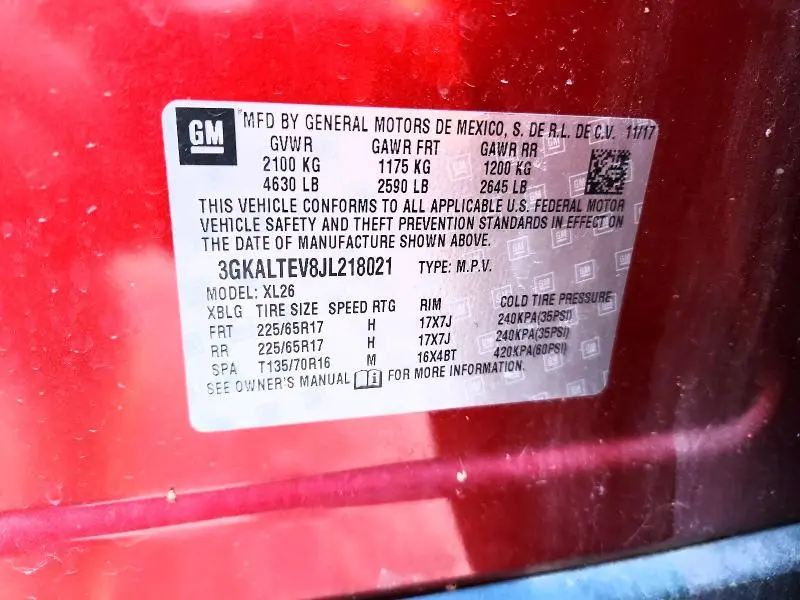 GM MFD BY GENERAL MOTORS DE MEXICO, S. DE R.L. DE C.V. 11/17
GVWR GAWR FRT GAWR RR
2100 KG 1175 KG 1200 KG
4630 LB 2590 LB 2645 LB
THIS VEHICLE CONFORMS TO ALL APPLICABLE U.S. FEDERAL MOTOR
VEHICLE SAFETY AND THEFT PREVENTION STANDARDS IN EFFECT ON
THE DATE OF MANUFACTURE SHOWN ABOVE.
3GKALTEV8JL218021 TYPE: M.P.V.
MODEL: XL26
XBLG TIRE SIZE SPEED RTG RIM COLD TIRE PRESSURE
FRT 225/65R17 H 17X7J 240KPA(35PSI)
RR 225/65R17 H 17X7J 240KPA(35PSI)
SPA T135/70R16 M 16X4BT 420KPA(60PSI)
SEE OWNER'S MANUAL FOR MORE INFORMATION.